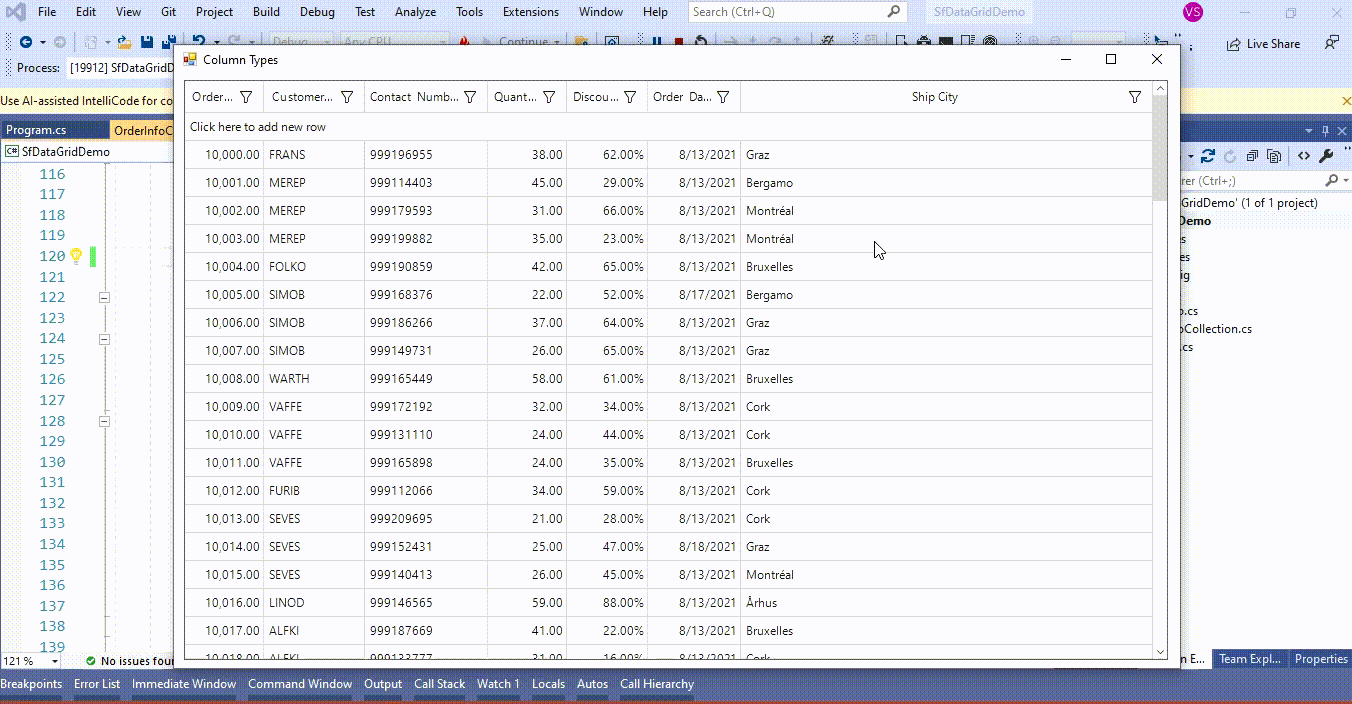 File Edit View Git Project Build Debug Test Analyze Tools Extensions Window Help Search (Ctrl+Q) SfDataGridDemo VS
Debug Any CPU Continue Live Share
Process: [19912] SfDataGridD
Use AI-assisted IntelliCode for co
Program.cs OrderInfoC
C# SfDataGridDemo
116
117
118
119
120
121
122
123
124
125
126
127
128
129
130
131
132
133
134
135
136
137
138
139
121 % No issues foun
Column Types
Order... Customer... Contact Numb... Quant... Discou... Order Da... Ship City
Click here to add new row
10,000.00 FRANS 999196955 38.00 62.00% 8/13/2021 Graz
10,001.00 MEREP 999114403 45.00 29.00% 8/13/2021 Bergamo
10,002.00 MEREP 999179593 31.00 66.00% 8/13/2021 Montréal
10,003.00 MEREP 999199882 35.00 23.00% 8/13/2021 Montréal
10,004.00 FOLKO 999190859 42.00 65.00% 8/13/2021 Bruxelles
10,005.00 SIMOB 999168376 22.00 52.00% 8/17/2021 Bergamo
10,006.00 SIMOB 999186266 37.00 64.00% 8/13/2021 Graz
10,007.00 SIMOB 999149731 26.00 65.00% 8/13/2021 Graz
10,008.00 WARTH 999165449 58.00 61.00% 8/13/2021 Bruxelles
10,009.00 VAFFE 999172192 32.00 34.00% 8/13/2021 Cork
10,010.00 VAFFE 999131110 24.00 44.00% 8/13/2021 Cork
10,011.00 VAFFE 999165898 24.00 35.00% 8/13/2021 Bruxelles
10,012.00 FURIB 999112066 34.00 59.00% 8/13/2021 Cork
10,013.00 SEVES 999209695 21.00 28.00% 8/13/2021 Cork
10,014.00 SEVES 999152431 25.00 47.00% 8/18/2021 Graz
10,015.00 SEVES 999140413 26.00 45.00% 8/13/2021 Montréal
10,016.00 LINOD 999146565 59.00 88.00% 8/13/2021 Århus
10,017.00 ALFKI 999187669 41.00 22.00% 8/13/2021 Bruxelles
10,018.00 ALFKI 999133777 31.00 16.00% 8/13/2021 Cork
rer (Ctrl+;)
GridDemo' (1 of 1 project)
Demo
s
es
ig
o.cs
oCollection.cs
.cs
n E... Team Expl... Properties
Breakpoints Error List Immediate Window Command Window Output Call Stack Watch 1 Locals Autos Call Hierarchy